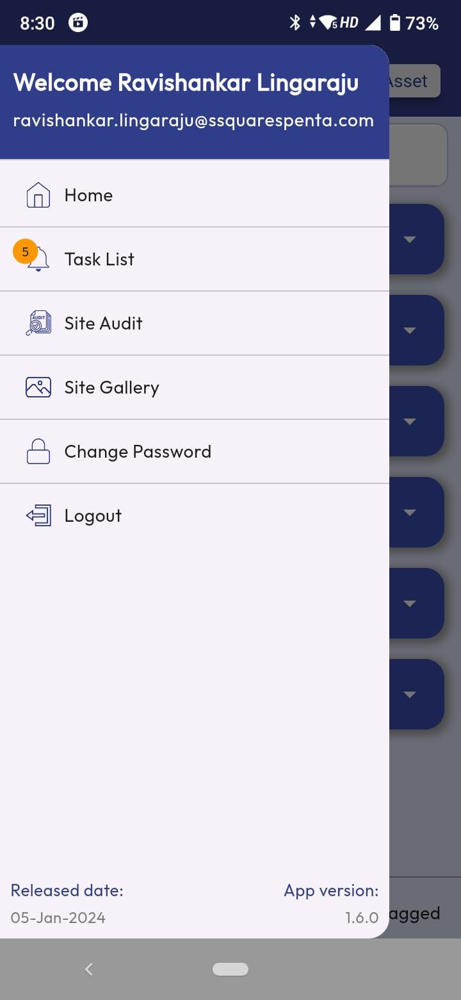 8:30
5 HD 73%
Welcome Ravishankar Lingaraju
Asset
ravishankar.lingaraju@ssquarespenta.com
Home
5
Task List
AUDIT
Site Audit
Site Gallery
Change Password
Logout
Released date:
App version:
05-Jan-2024
1.6.0
agged